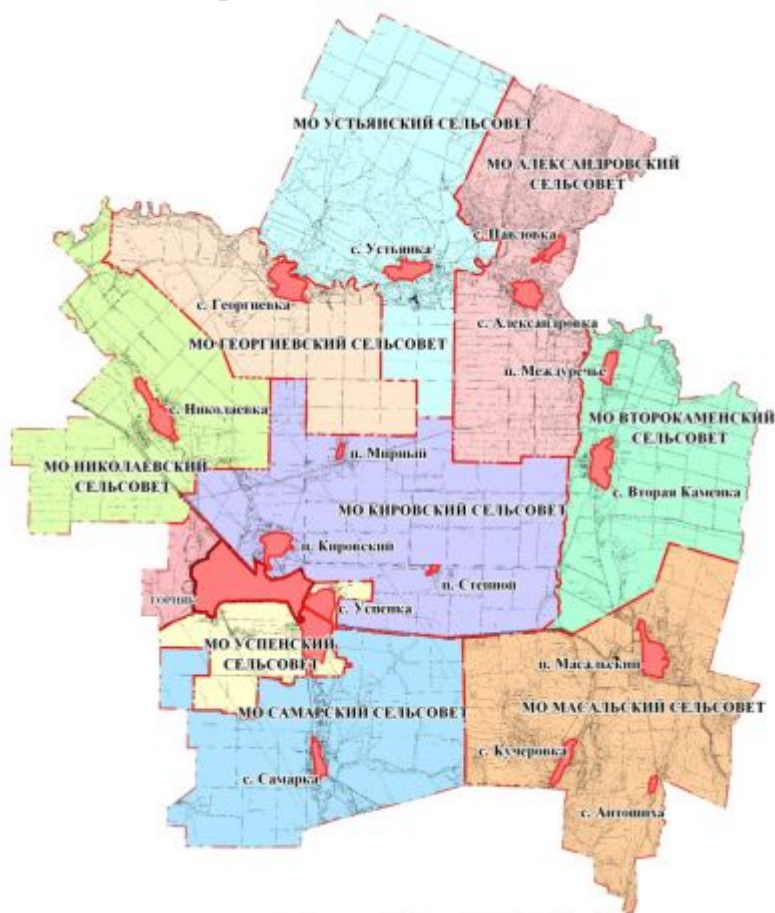 МО УСТЬЯНСКИЙ СЕЛЬСОВЕТ
МО АЛЕКСАНДРОВСКИЙ
СЕЛЬСОВЕТ
с. Павловка
с. Устьянка
с. Георгиевка
с. Александровка
МО ГЕОРГИЕВСКИЙ СЕЛЬСОВЕТ
п. Междуречье
с. Николаевка
МО ВТОРОКАМЕНСКИЙ
СЕЛЬСОВЕТ
п. Мирный
МО НИКОЛАЕВСКИЙ
СЕЛЬСОВЕТ
с. Вторая Каменка
МО КИРОВСКИЙ СЕЛЬСОВЕТ
п. Кировский
п. Степной
с. Успенка
МО УСПЕНСКИЙ
СЕЛЬСОВЕТ
п. Масальский
МО САМАРСКИЙ СЕЛЬСОВЕТ
МО МАСАЛЬСКИЙ СЕЛЬСОВЕТ
с. Кучеровка
с. Самарка
с. Антошиха